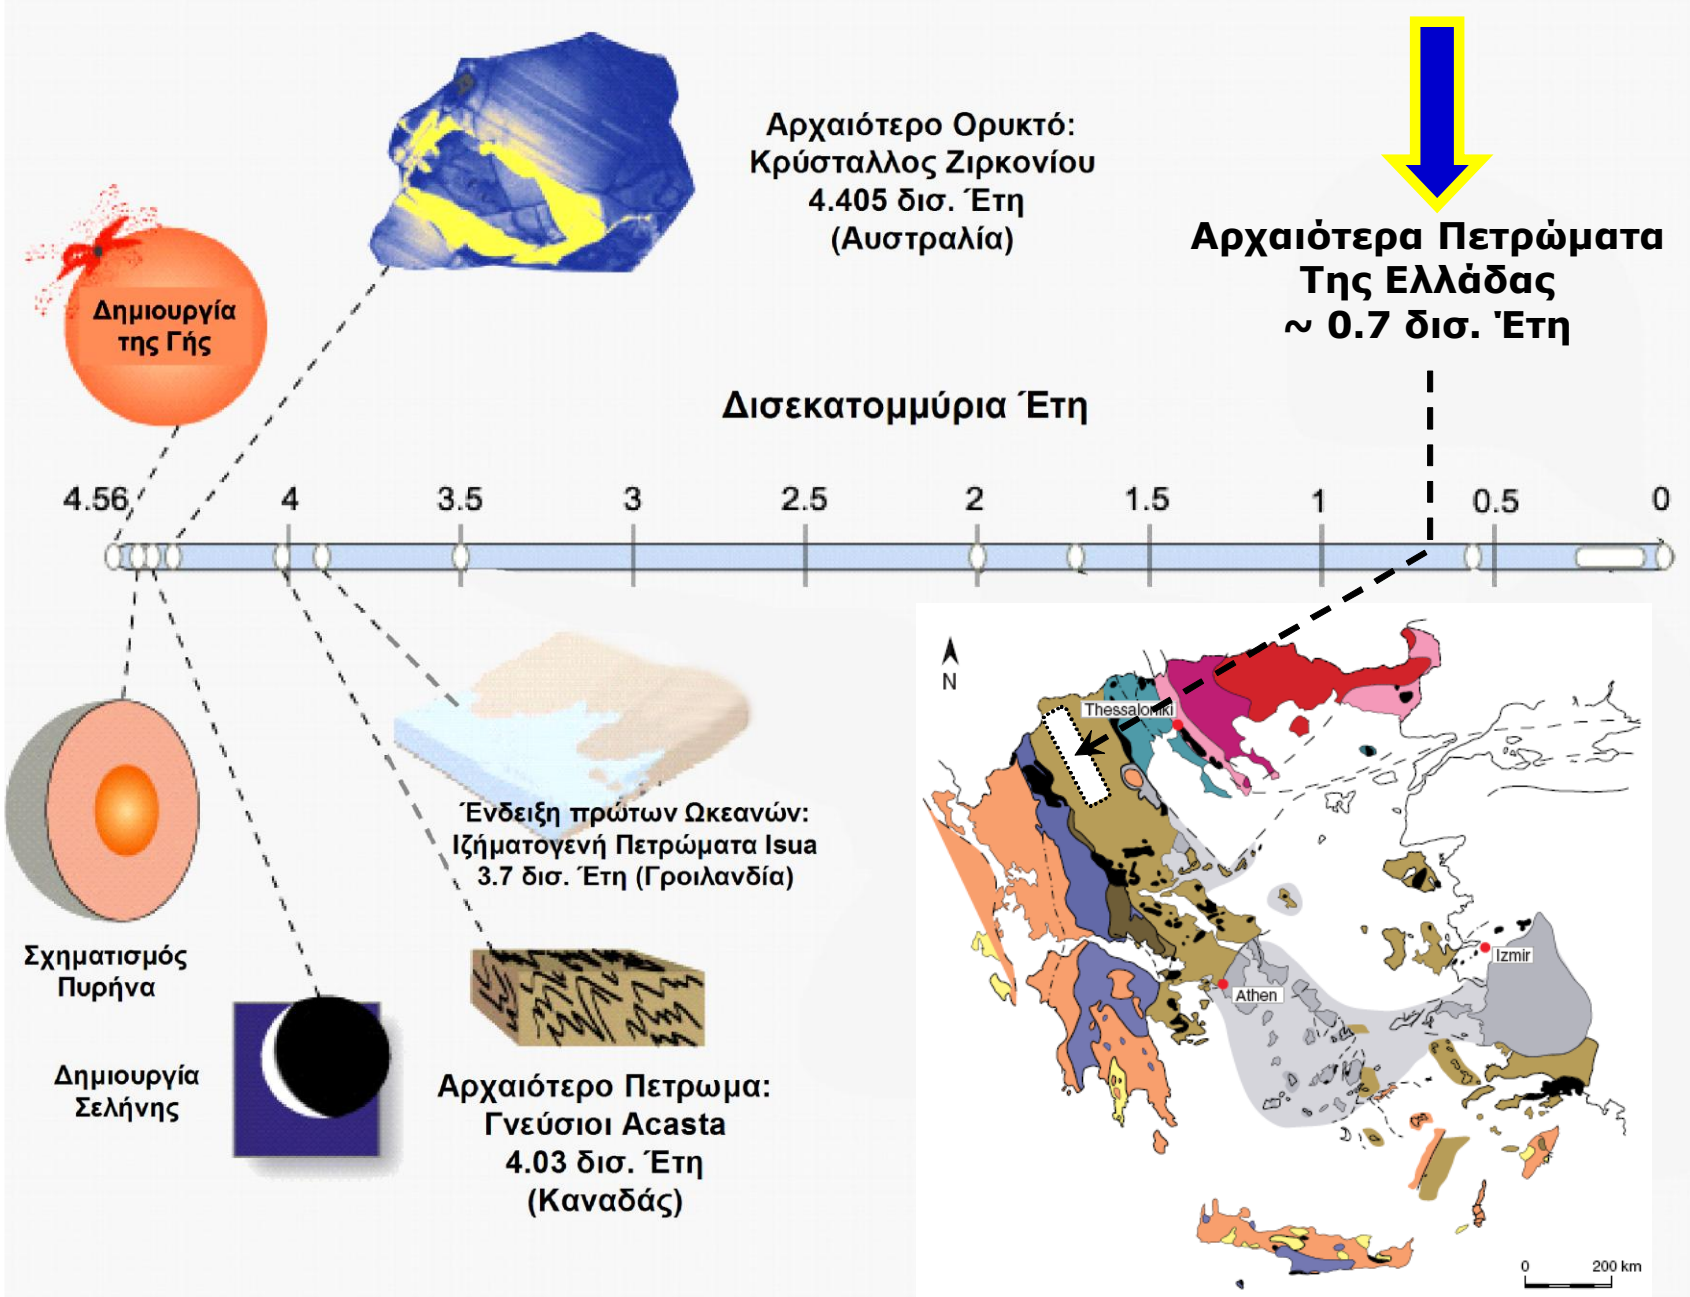 Αρχαιότερο Ορυκτό:
Κρύσταλλος Ζιρκονίου
4.405 δισ. Έτη
(Αυστραλία)
Αρχαιότερα Πετρώματα
Της Ελλάδας
~ 0.7 δισ. Έτη
Δημιουργία
της Γής
Δισεκατομμύρια Έτη
4.56 4 3.5 3 2.5 2 1.5 1 0.5 0
Ένδειξη πρώτων Ωκεανών:
Ιζήματογενή Πετρώματα Isua
3.7 δισ. Έτη (Γροιλανδία)
Σχηματισμός
Πυρήνα
Δημιουργία
Σελήνης
Αρχαιότερο Πετρωμα:
Γνεύσιοι Acasta
4.03 δισ. Έτη
(Καναδάς)
N
Thessaloniki
Izmir
Athen
0 200 km